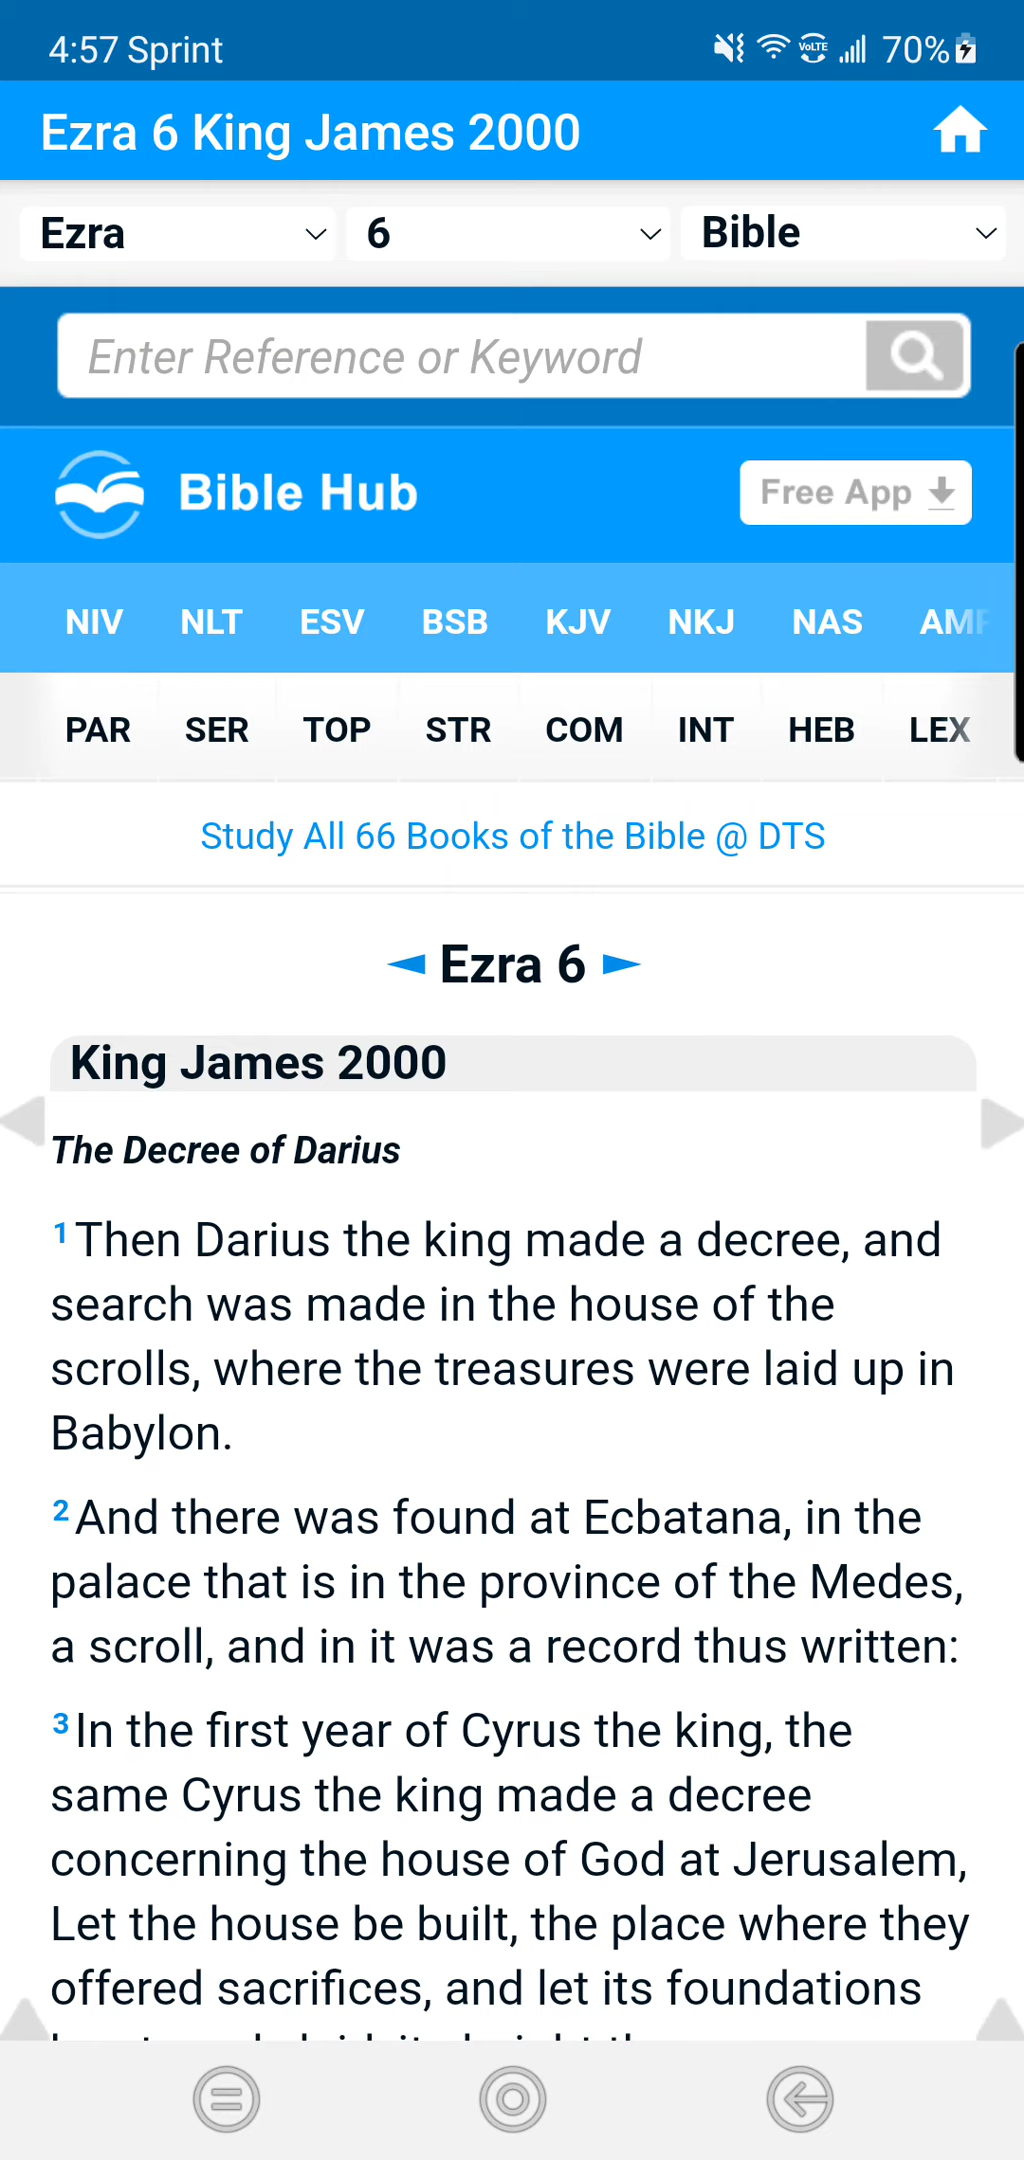 4:57 Sprint VoLTE 70%
Ezra 6 King James 2000
Ezra 6 Bible
Enter Reference or Keyword
Bible Hub Free App
NIV NLT ESV BSB KJV NKJ NAS AMP
PAR SER TOP STR COM INT HEB LEX
Study All 66 Books of the Bible @ DTS
Ezra 6
King James 2000
The Decree of Darius
1 Then Darius the king made a decree, and
search was made in the house of the
scrolls, where the treasures were laid up in
Babylon.
2 And there was found at Ecbatana, in the
palace that is in the province of the Medes,
a scroll, and in it was a record thus written:
3 In the first year of Cyrus the king, the
same Cyrus the king made a decree
concerning the house of God at Jerusalem,
Let the house be built, the place where they
offered sacrifices, and let its foundations